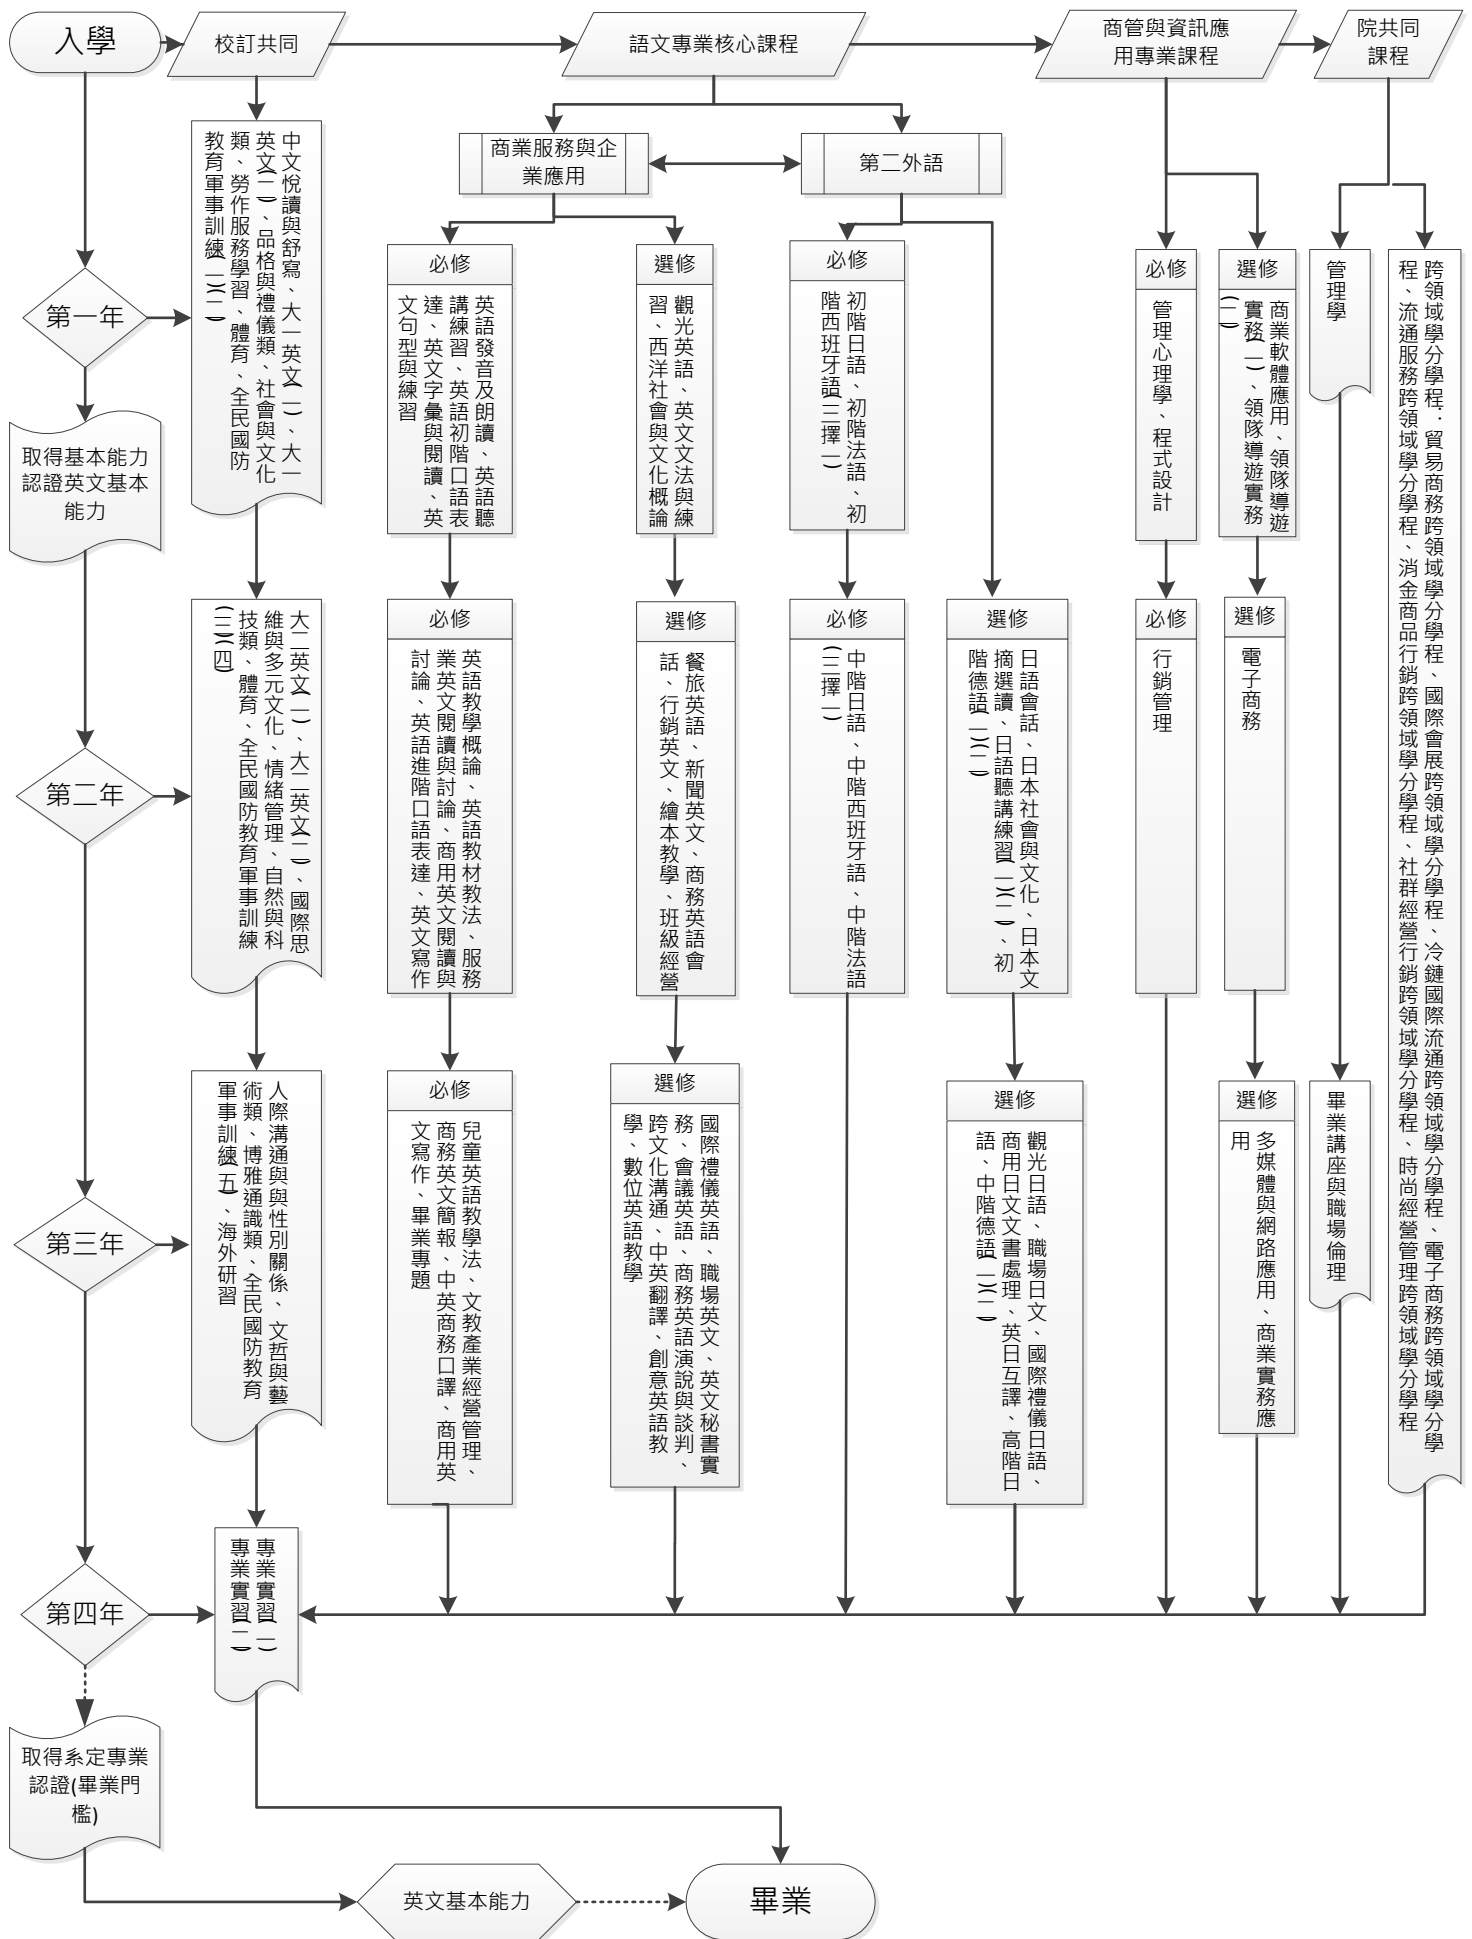 入學
校訂共同
語文專業核心課程
商管與資訊應
用專業課程
院共同
課程
商業服務與企
業應用
第二外語
第一年
中文悅讀與舒寫、大一英文(一)、大一
英文(二)、品格與禮儀類、社會與文化
類、勞作服務學習、體育、全民國防
教育軍事訓練(一)(二)
必修
英語發音及朗讀、英語聽
講練習、英語初階口語表
達、英文字彙與閱讀、英
文句型與練習
選修
觀光英語、英文文法與練
習、西洋社會與文化概論
必修
初階日語、初階法語、初
階西班牙語(三擇一)
必修
管理心理學、程式設計
選修
商業軟體應用、領隊導遊
實務(一)、領隊導遊實務
(二)
管理學
跨領域學分學程：貿易商務跨領域學分學程、國際會展跨領域學分學程、冷鏈國際流通跨領域學分學程、電子商務跨領域學分學
程、流通服務跨領域學分學程、消金商品行銷跨領域學分學程、社群經營行銷跨領域學分學程、時尚經營管理跨領域學分學程
取得基本能力
認證英文基本
能力
第二年
大二英文(一)、大二英文(二)、國際思
維與多元文化、情緒管理、自然與科
技類、體育、全民國防教育軍事訓練
(三)(四)
必修
英語教學概論、英語教材教法、服務
業英文閱讀與討論、商用英文閱讀與
討論、英語進階口語表達、英文寫作
選修
餐旅英語、新聞英文、商務英語會
話、行銷英文、繪本教學、班級經營
必修
中階日語、中階西班牙語、中階法語
(三擇一)
選修
日語會話、日本社會與文化、日本文
摘選讀、日語聽講練習(一)(二)、初
階德語(一)(二)
必修
行銷管理
選修
電子商務
第三年
人際溝通與與性別關係、文哲與藝
術類、博雅通識類、全民國防教育
軍事訓練(五)、海外研習
必修
兒童英語教學法、文教產業經營管理、
商務英文簡報、中英商務口譯、商用英
文寫作、畢業專題
選修
國際禮儀英語、職場英文、英文秘書實
務、會議英語、商務英語演說與談判、
跨文化溝通、中英翻譯、創意英語教
學、數位英語教學
選修
觀光日語、職場日文、國際禮儀日語、
商用日文文書處理、英日互譯、高階日
語、中階德語(一)(二)
選修
多媒體與網路應用、商業實務應
用
畢業講座與職場倫理
第四年
專業實習(一)
專業實習(二)
取得系定專業
認證(畢業門
檻)
英文基本能力
畢業